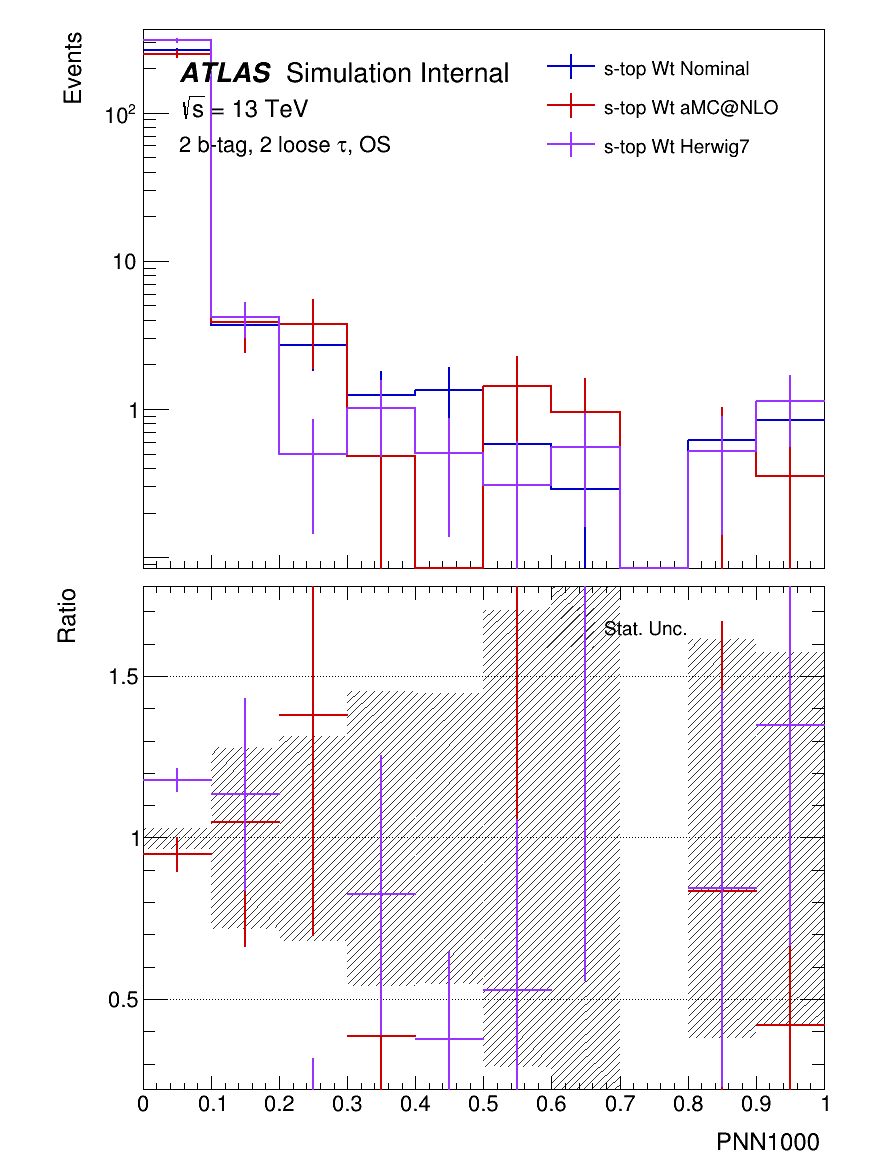 Events
10²
10
1
ATLAS Simulation Internal
√s = 13 TeV
2 b-tag, 2 loose τ, OS
s-top Wt Nominal
s-top Wt aMC@NLO
s-top Wt Herwig7
Ratio
1.5
1
0.5
Stat. Unc.
0 0.1 0.2 0.3 0.4 0.5 0.6 0.7 0.8 0.9 1
PNN1000